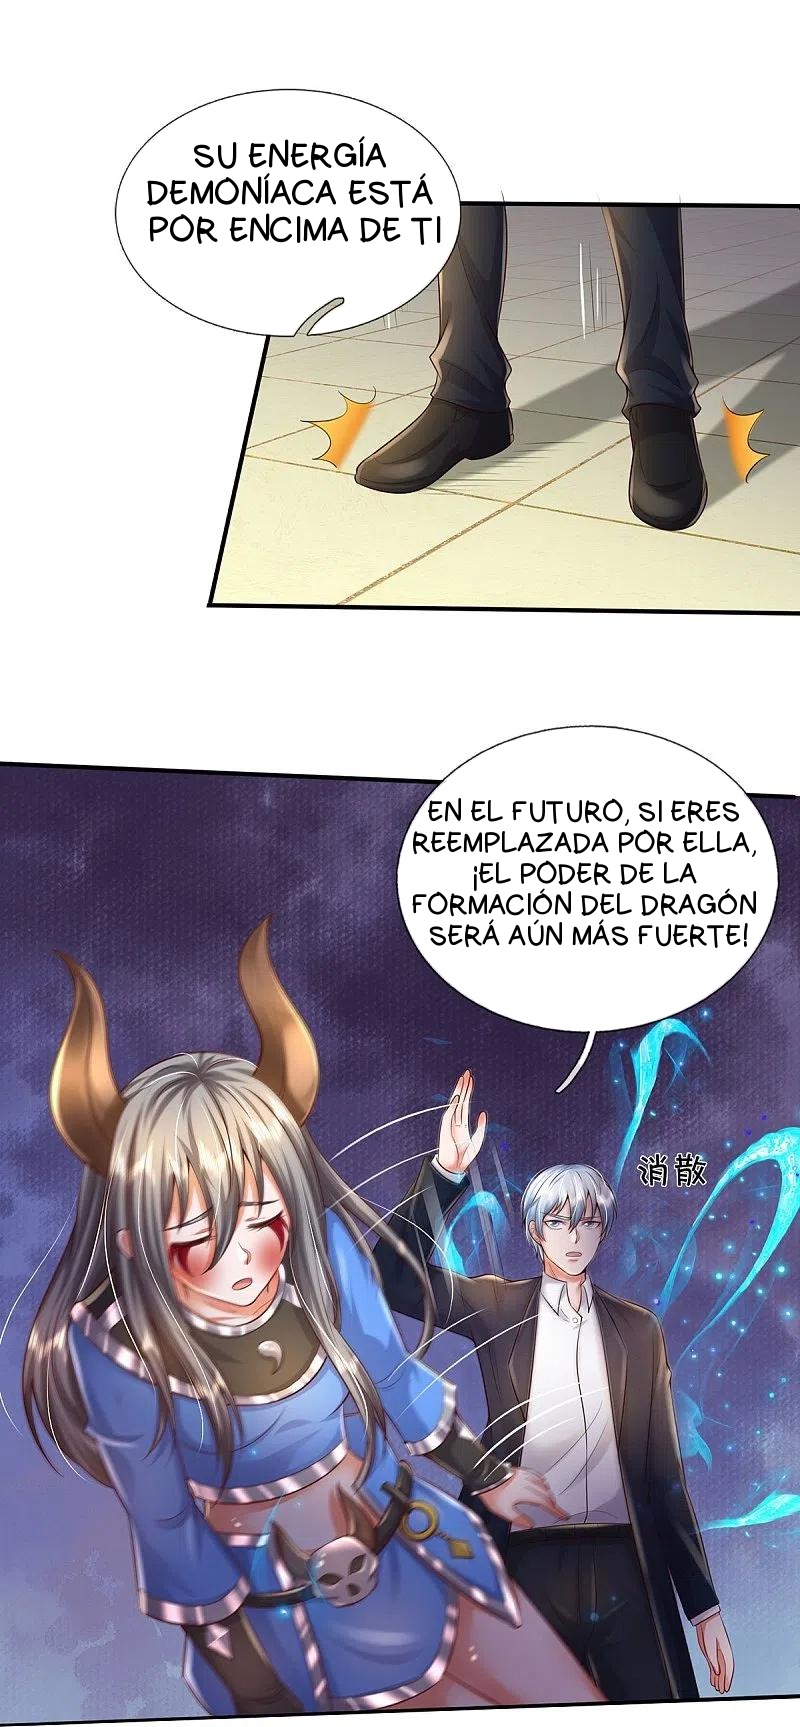 SU ENERGÍA
DEMONÍACA ESTÁ
POR ENCIMA DE TI
EN EL FUTURO, SI ERES
REEMPLAZADA POR ELLA,
¡EL PODER DE LA
FORMACIÓN DEL DRAGÓN
SERÁ AÚN MÁS FUERTE!
消散